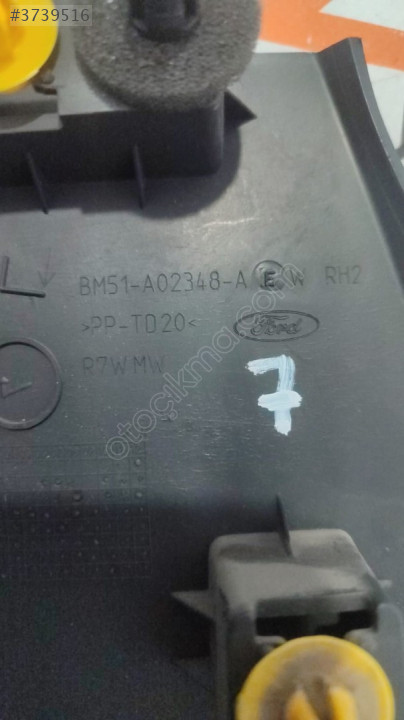 #3739516
L
BM51-A02348-A E W RH2
>PP-TD20<
Ford
R7WMW
7
otoçıkma.com